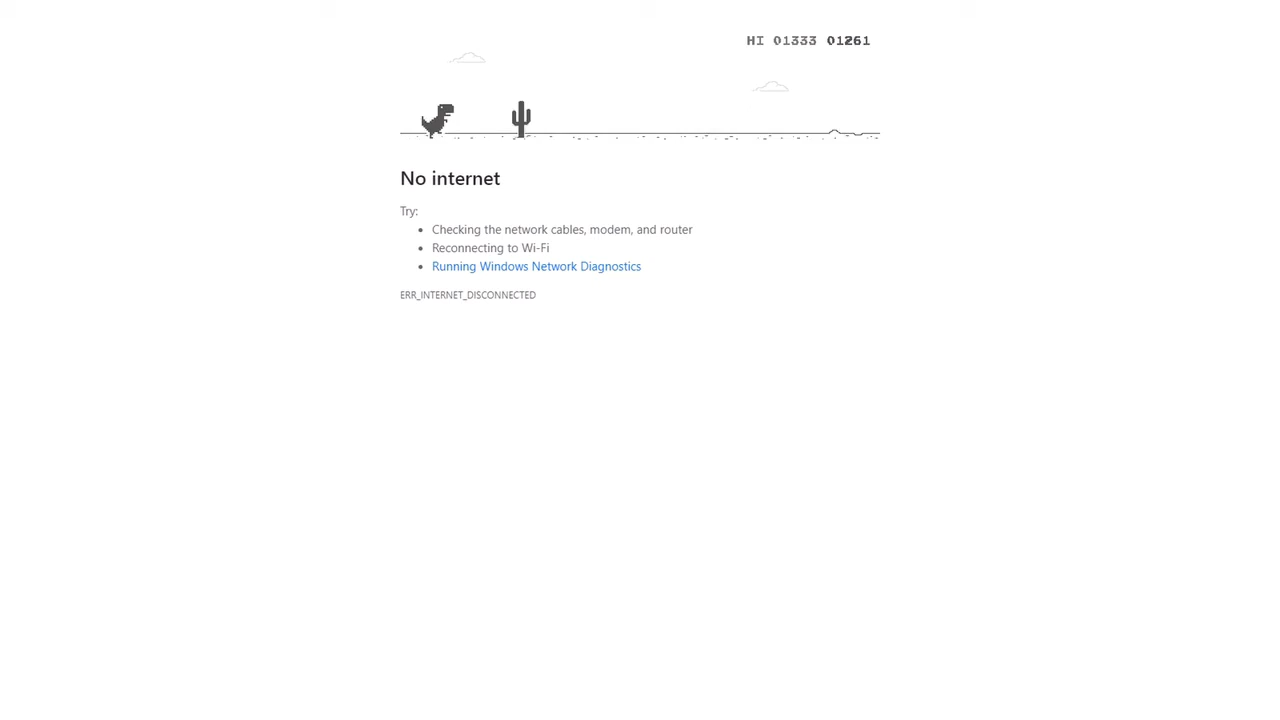 HI 01333 01261
No internet
Try:
Checking the network cables, modem, and router
Reconnecting to Wi-Fi
Running Windows Network Diagnostics
ERR_INTERNET_DISCONNECTED